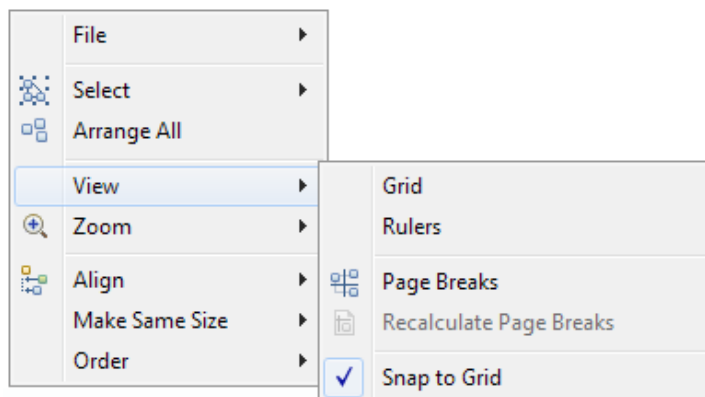 File
Select
Arrange All
View
Zoom
Align
Make Same Size
Order
Grid
Rulers
Page Breaks
Recalculate Page Breaks
Snap to Grid